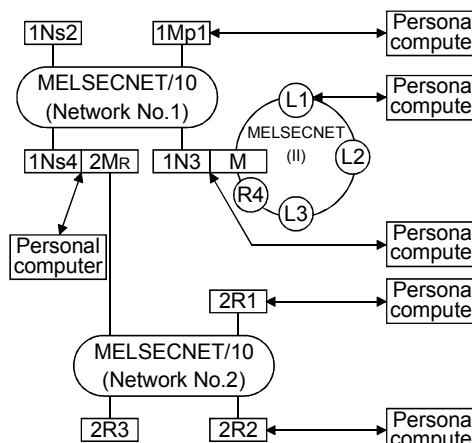 1Ns2
1Mp1
Persona
compute
MELSECNET/10
(Network No.1)
L1
Persona
compute
MELSECNET
(II)
L2
1Ns4
2MR
1N3
M
R4
L3
Personal
computer
Persona
compute
2R1
Persona
compute
MELSECNET/10
(Network No.2)
2R3
2R2
Persona
compute